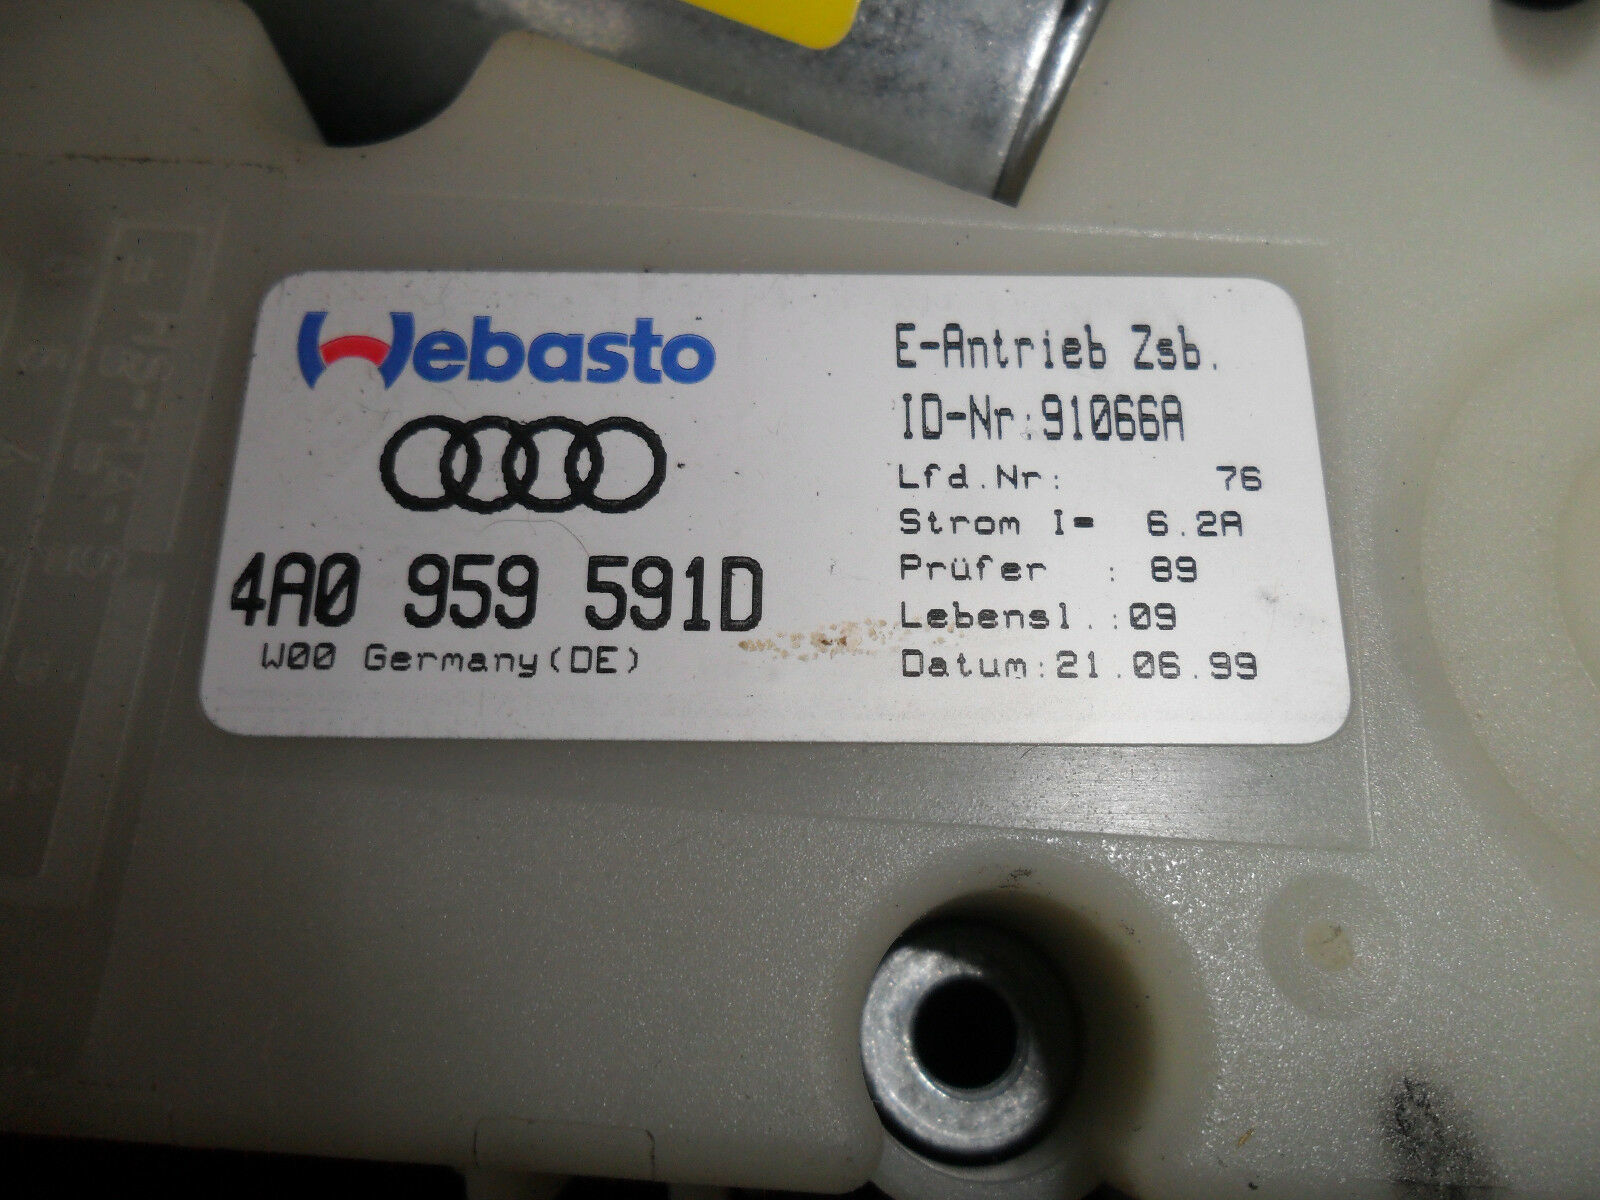 Webasto
4A0 959 591D
W00 Germany(DE)
E-Antrieb Zsb.
ID-Nr.91066A
Lfd.Nr: 76
Strom I= 6.2A
Prüfer : 89
Lebensl.:09
Datum:21.06.99